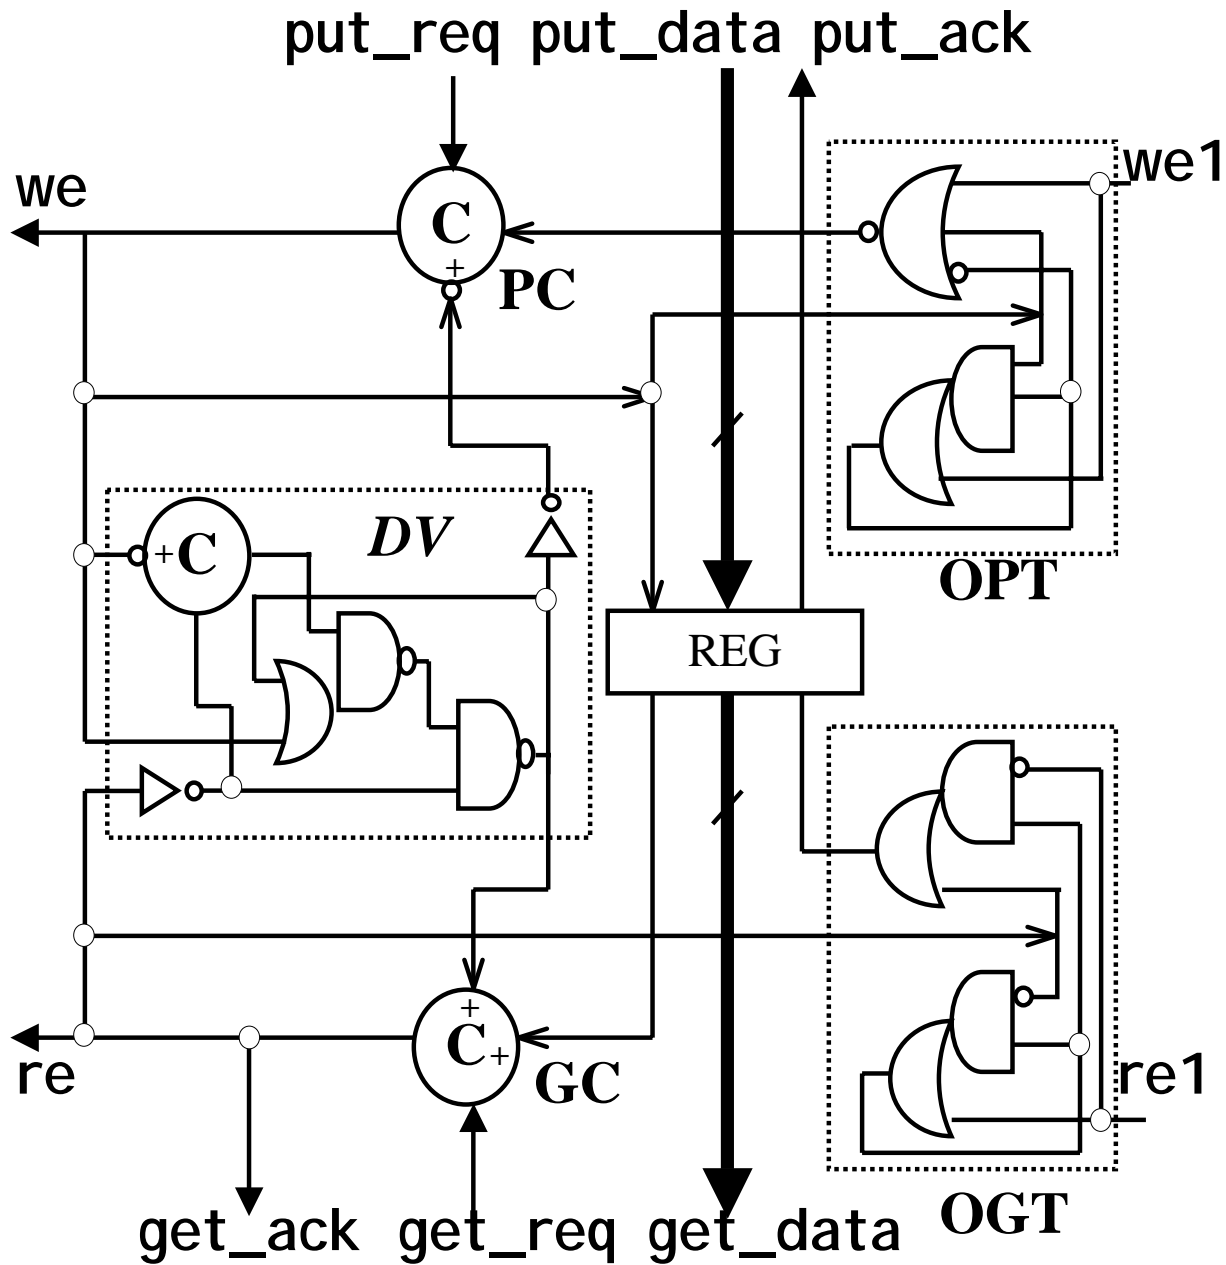 put_req put_data put_ack
we1
we
C
+
PC
DV
+C
OPT
REG
+
C+
GC
re
re1
OGT
get_ack get_req get_data